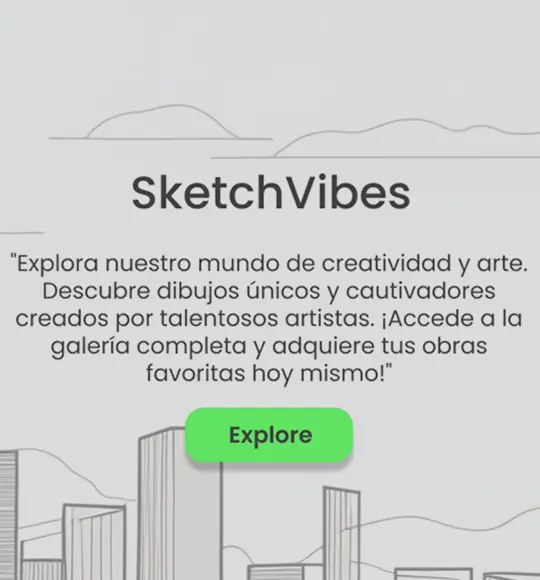 SketchVibes
"Explora nuestro mundo de creatividad y arte.
Descubre dibujos únicos y cautivadores
creados por talentosos artistas. ¡Accede a la
galería completa y adquiere tus obras
favoritas hoy mismo!"
Explore